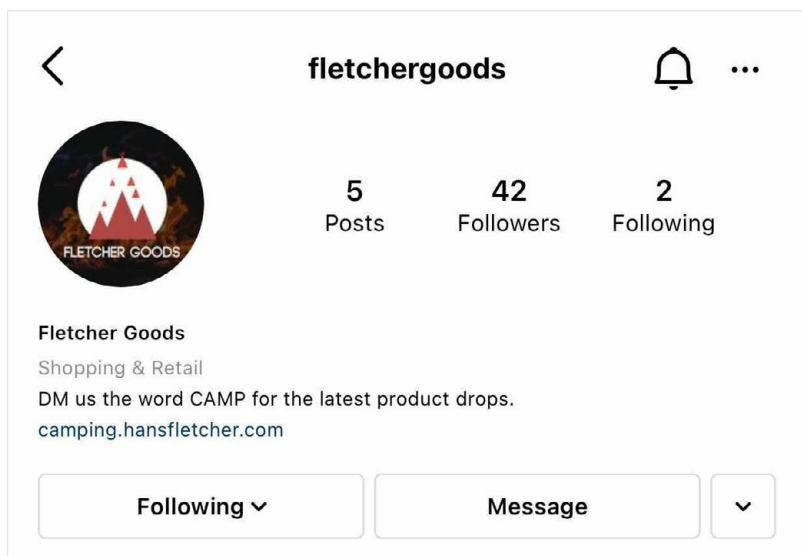 fletchergoods
5 42 2
Posts Followers Following
FLETCHER GOODS
Fletcher Goods
Shopping & Retail
DM us the word CAMP for the latest product drops.
camping.hansfletcher.com
Following Message